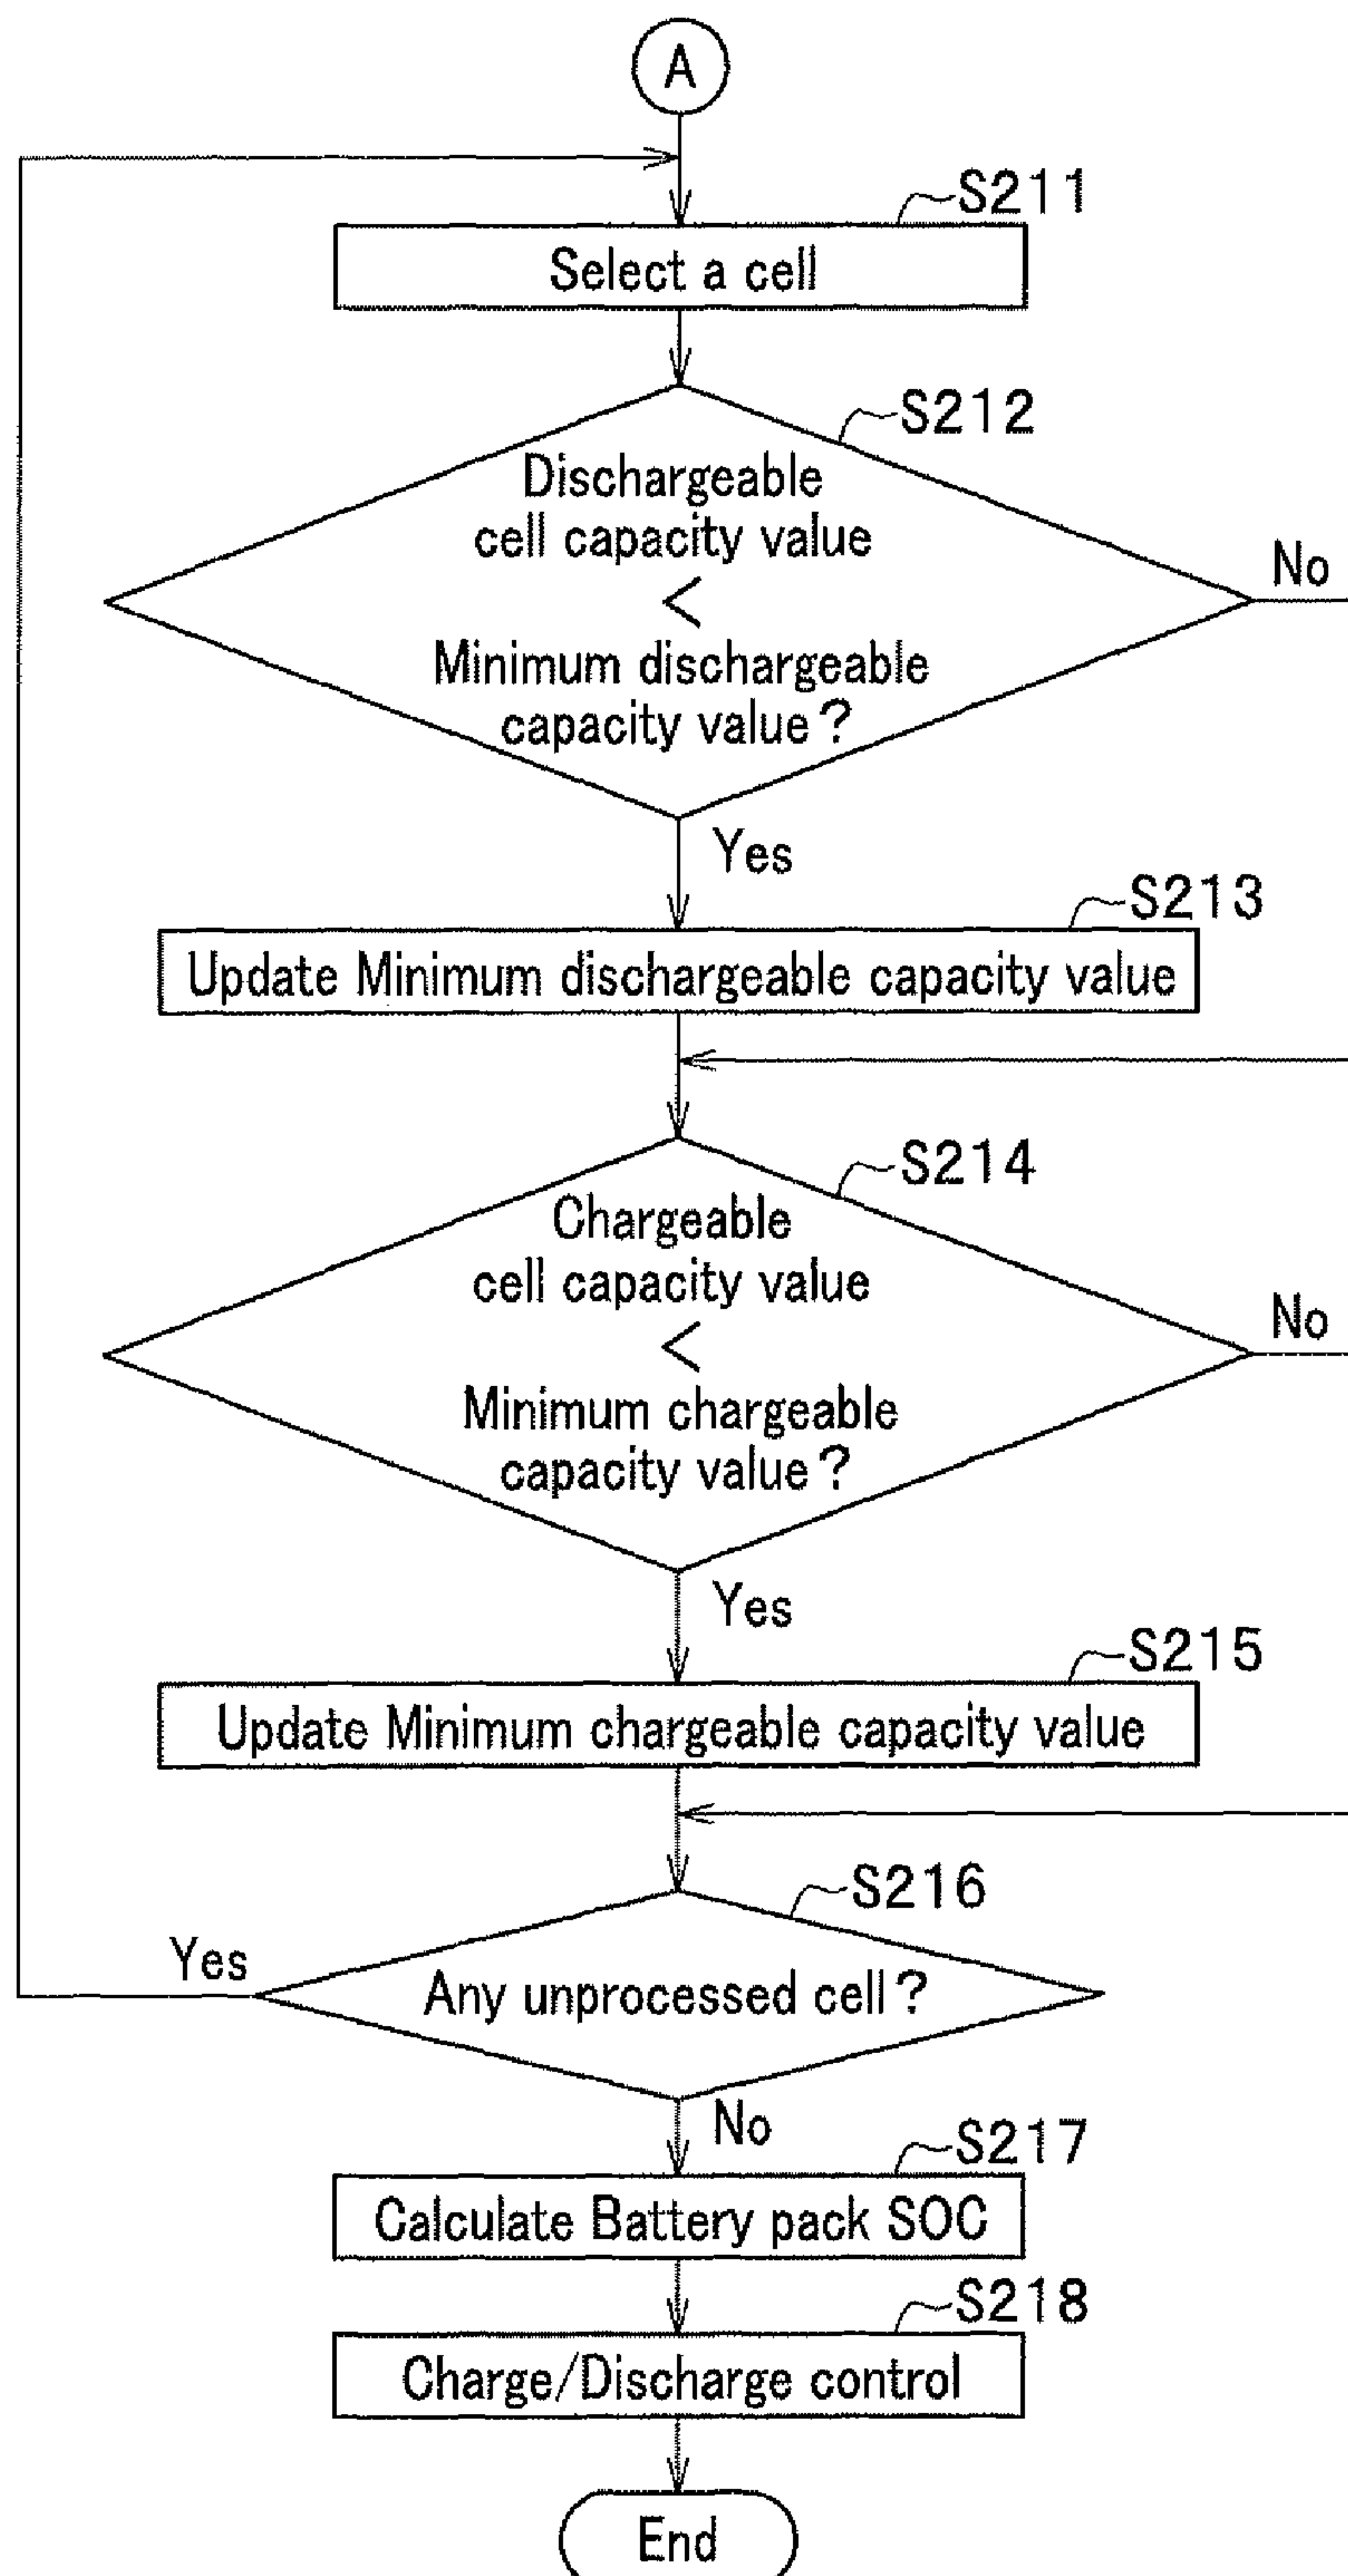 A
S211
Select a cell
S212
Dischargeable
cell capacity value
<
Minimum dischargeable
capacity value?
No
Yes
S213
Update Minimum dischargeable capacity value
S214
Chargeable
cell capacity value
<
Minimum chargeable
capacity value?
No
Yes
S215
Update Minimum chargeable capacity value
S216
Yes
Any unprocessed cell?
No
S217
Calculate Battery pack SOC
S218
Charge/Discharge control
End